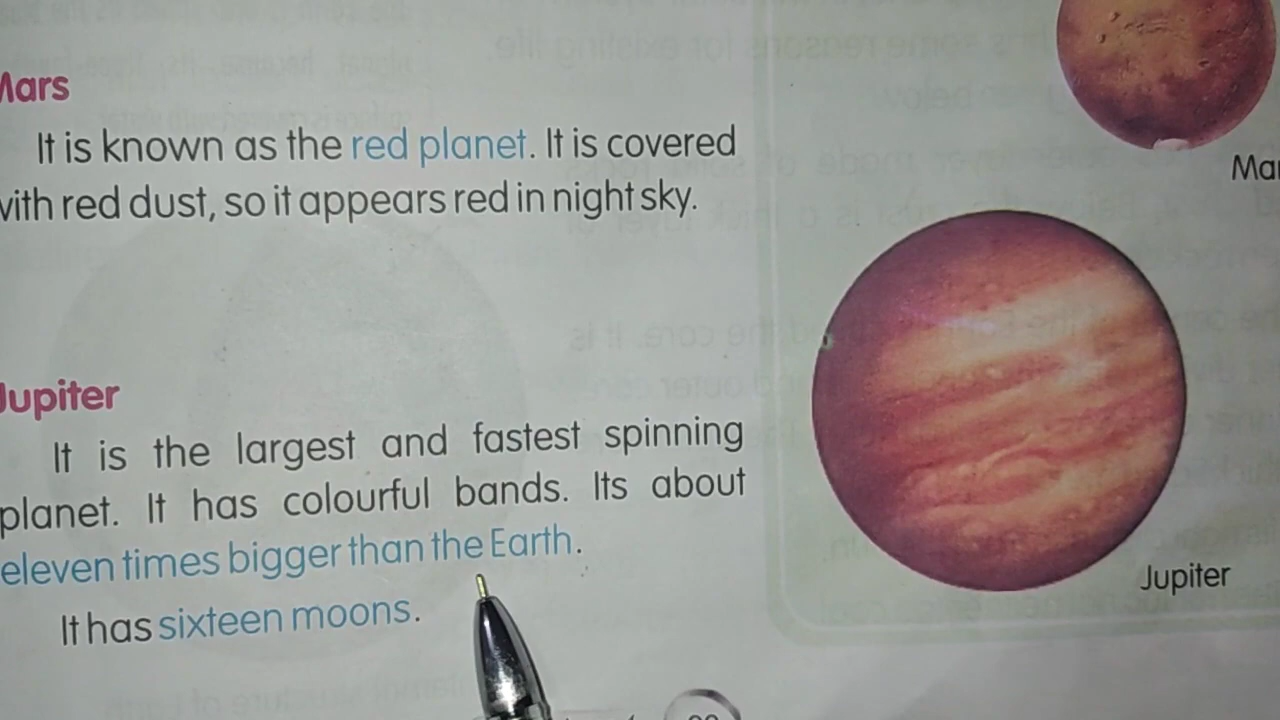 Mars
It is known as the red planet. It is covered
with red dust, so it appears red in night sky.
Mar
Jupiter
It is the largest and fastest spinning
planet. It has colourful bands. Its about
eleven times bigger than the Earth.
It has sixteen moons.
Jupiter